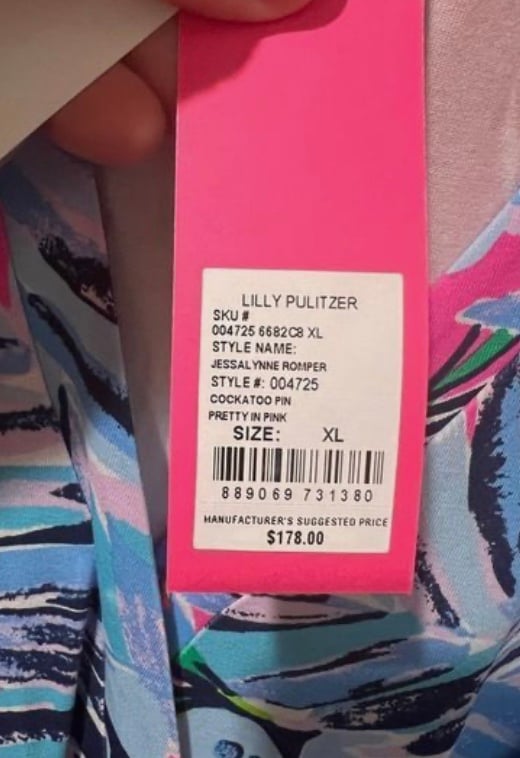 LILLY PULITZER
SKU #
004725 6682C8 XL
STYLE NAME:
JESSALYNNE ROMPER
STYLE #: 004725
COCKATOO PIN
PRETTY IN PINK
SIZE: XL
889069 731380
MANUFACTURER'S SUGGESTED PRICE
$178.00